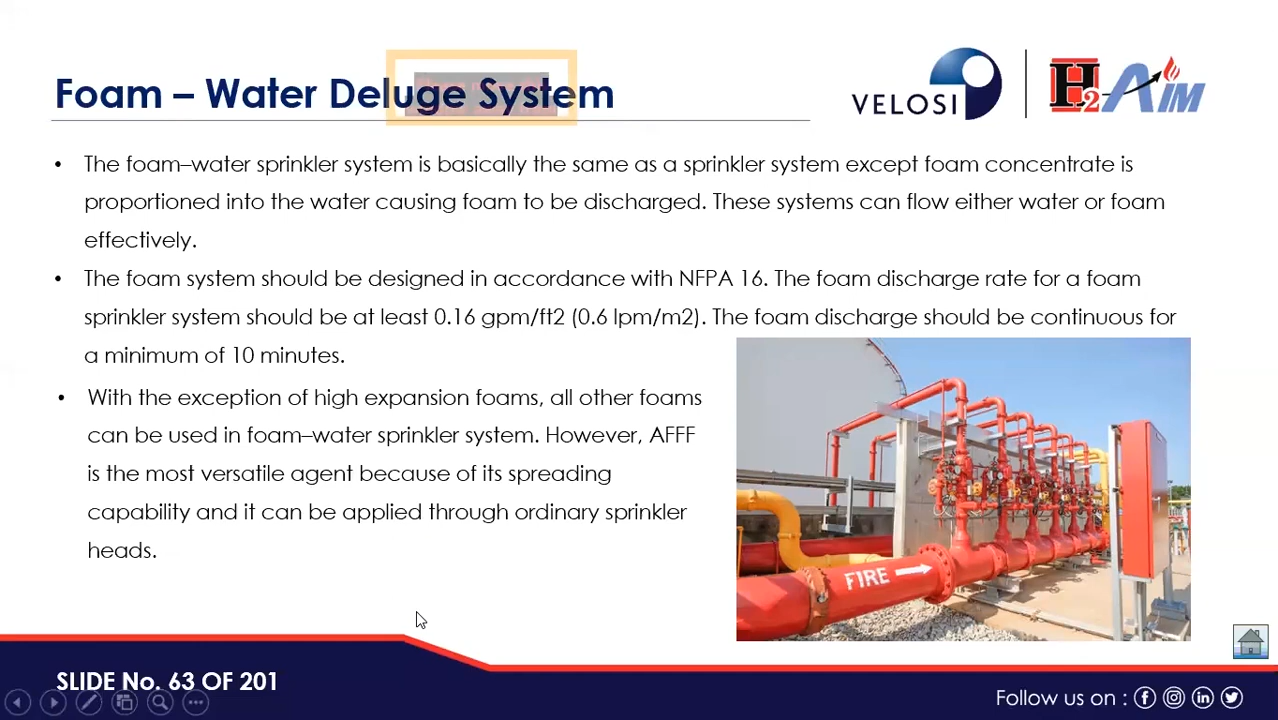 Foam – Water Deluge System
VELOSI
H2AIM
• The foam–water sprinkler system is basically the same as a sprinkler system except foam concentrate is
proportioned into the water causing foam to be discharged. These systems can flow either water or foam
effectively.
• The foam system should be designed in accordance with NFPA 16. The foam discharge rate for a foam
sprinkler system should be at least 0.16 gpm/ft2 (0.6 lpm/m2). The foam discharge should be continuous for
a minimum of 10 minutes.
• With the exception of high expansion foams, all other foams
can be used in foam–water sprinkler system. However, AFFF
is the most versatile agent because of its spreading
capability and it can be applied through ordinary sprinkler
heads.
FIRE
SLIDE No. 63 OF 201
Follow us on :